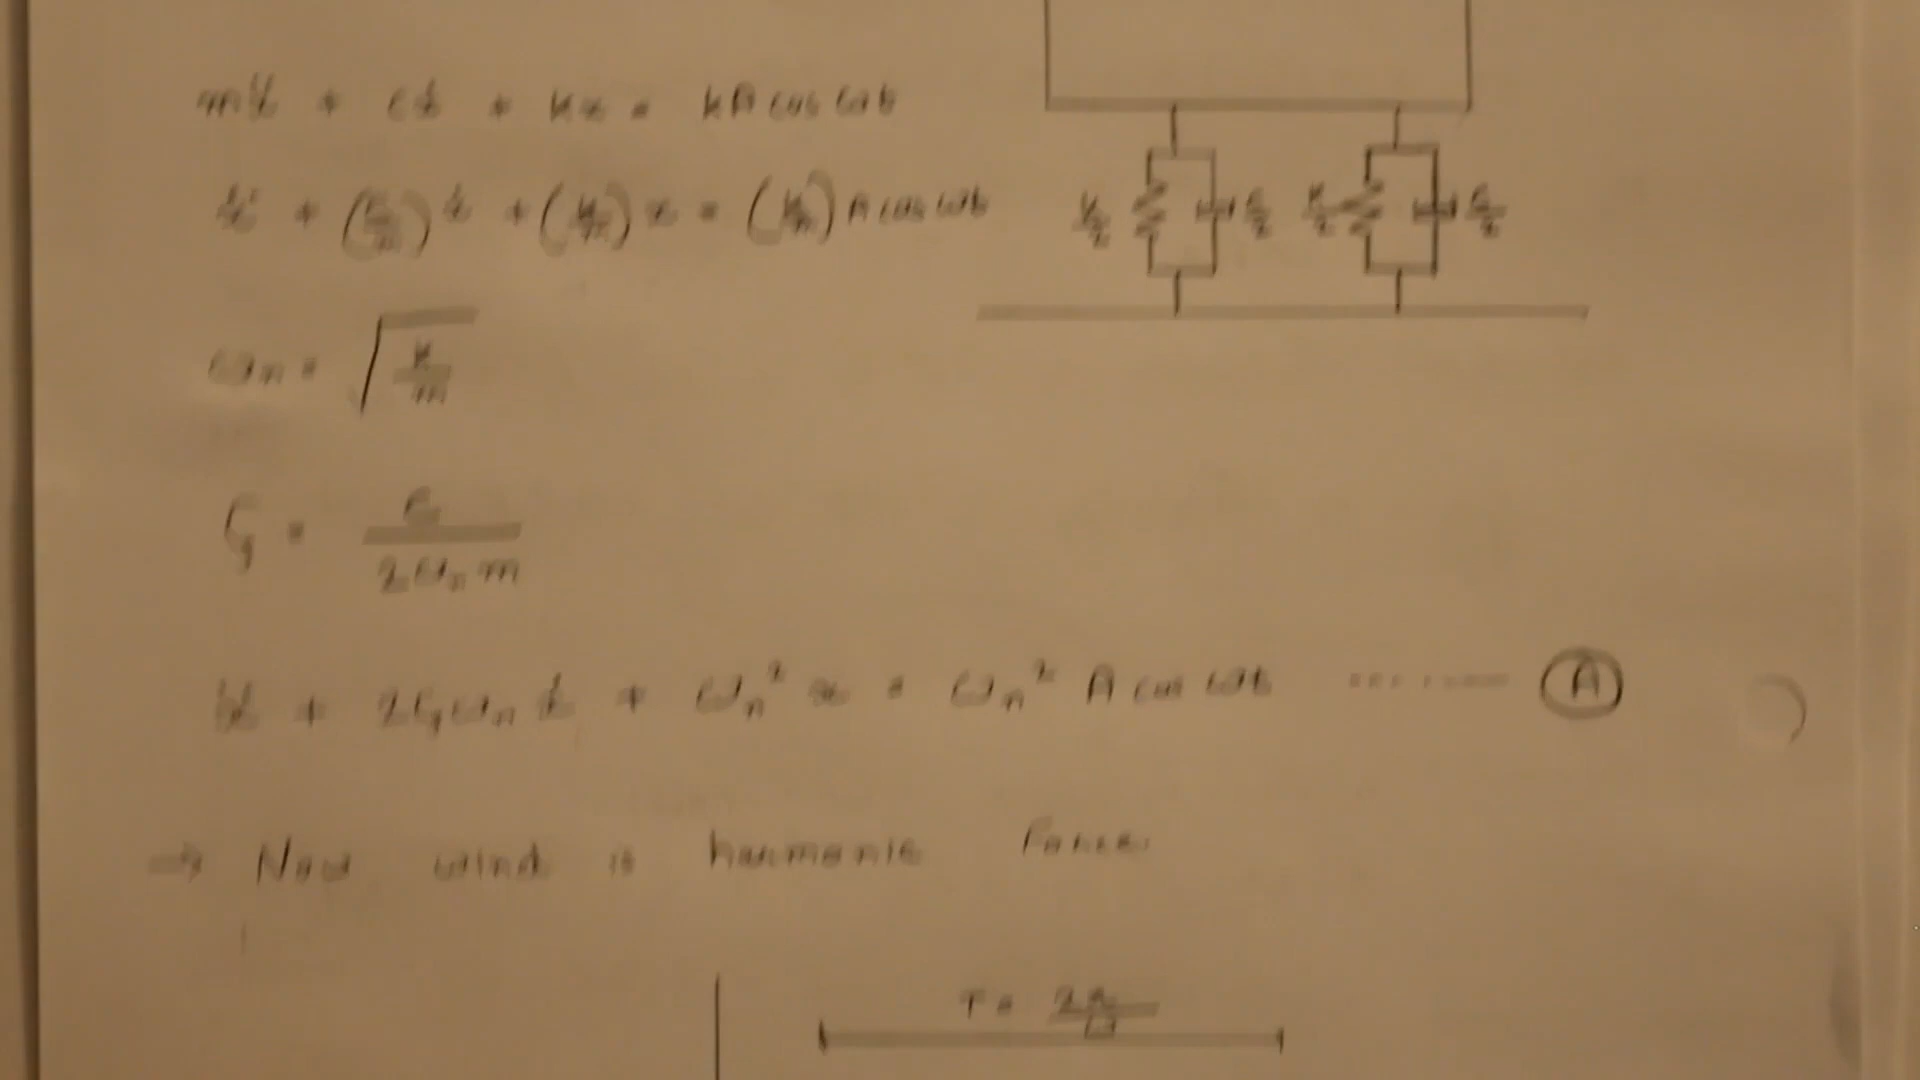 mẍ + cẋ + kx = kA cos ωt
ẍ + (c/m) ẋ + (k/m) x = (k/m) A cos ωt
k/2 c/2 k/2 c/2
ωn = √(k/m)
ζ = c / 2ωn m
ẍ + 2ζωn ẋ + ωn² x = ωn² A cos ωt ........ (A)
→ Now wind is harmonic force.
T = 2π/ω